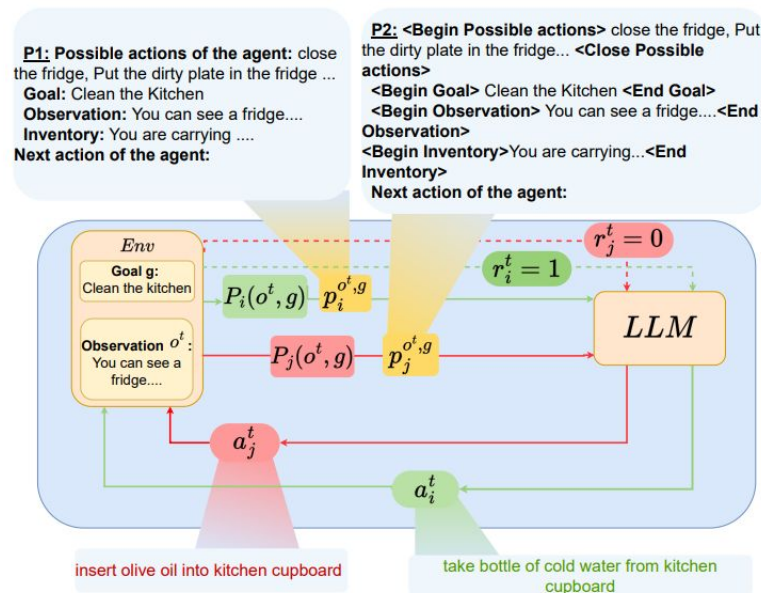 P1: Possible actions of the agent: close
the fridge, Put the dirty plate in the fridge ...
Goal: Clean the Kitchen
Observation: You can see a fridge....
Inventory: You are carrying ....
Next action of the agent:
P2: <Begin Possible actions> close the fridge, Put
the dirty plate in the fridge... <Close Possible
actions>
<Begin Goal> Clean the Kitchen <End Goal>
<Begin Observation> You can see a fridge....<End
Observation>
<Begin Inventory>You are carrying...<End
Inventory>
Next action of the agent:
Env
Goal g:
Clean the kitchen
Observation o^t:
You can see a
fridge....
r_j^t = 0
r_i^t = 1
P_i(o^t, g)
p_i^{o^t,g}
P_j(o^t, g)
p_j^{o^t,g}
LLM
a_j^t
a_i^t
insert olive oil into kitchen cupboard
take bottle of cold water from kitchen
cupboard